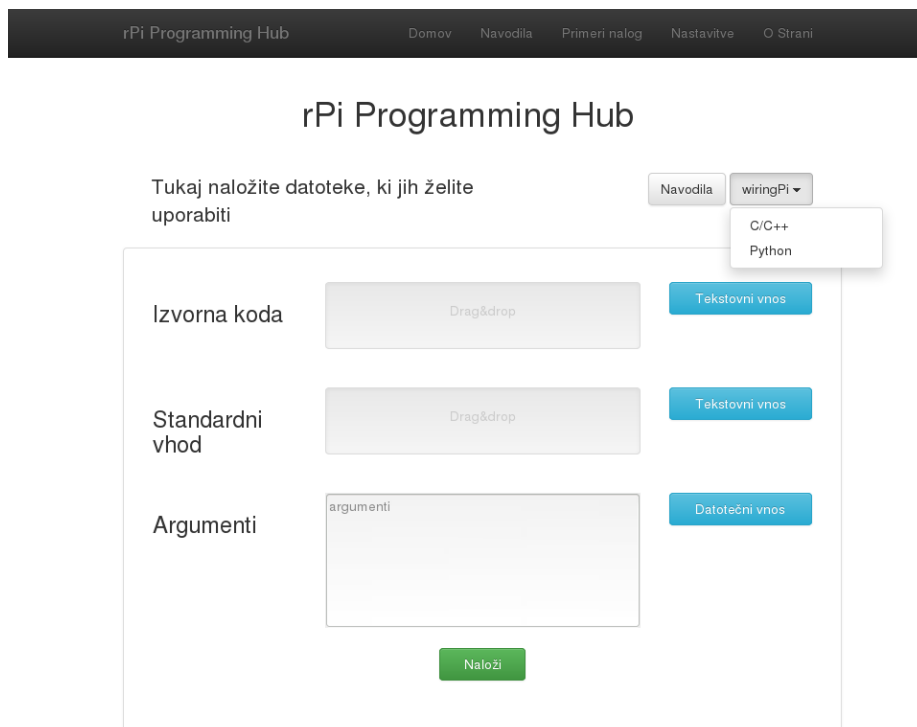 rPi Programming Hub
Domov
Navodila
Primeri nalog
Nastavitve
O Strani
rPi Programming Hub
Tukaj naložite datoteke, ki jih želite
uporabiti
Navodila
wiringPi
C/C++
Python
Izvorna koda
Drag&drop
Tekstovni vnos
Standardni
vhod
Drag&drop
Tekstovni vnos
Argumenti
argumenti
Datotečni vnos
Naloži